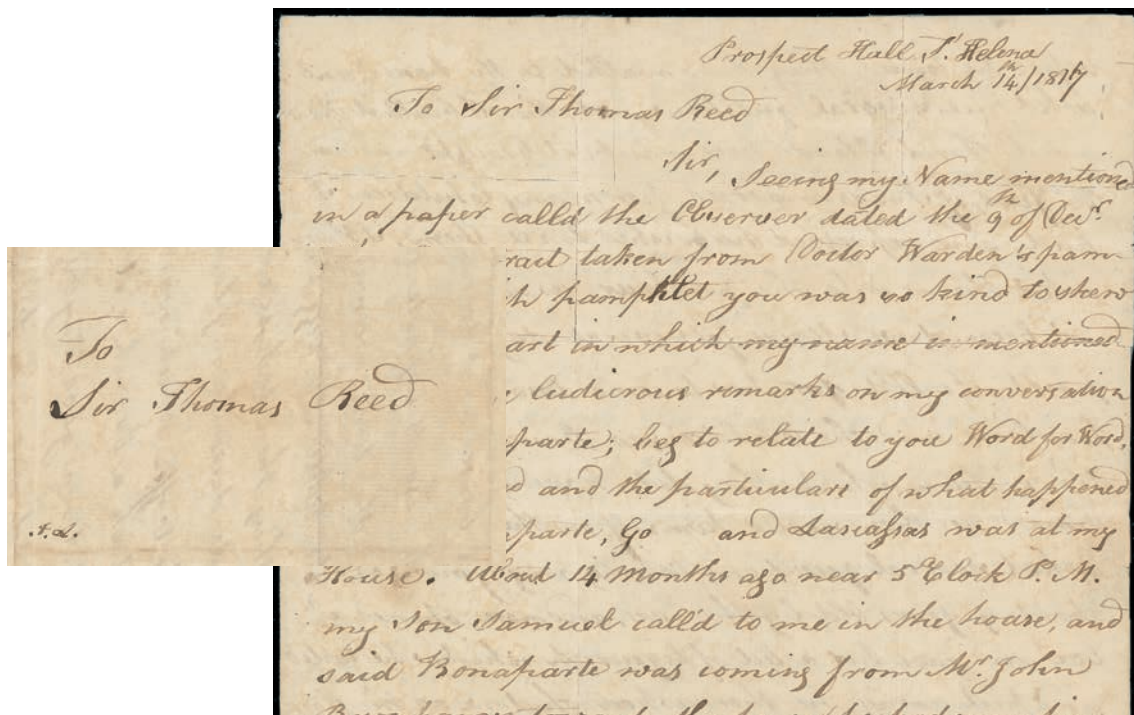 Prospect Hall St. Helena
March 14th/1817
To Sir Thomas Reed
Sir, Seeing my Name mentioned
in a paper calld the Observer dated the 9th of Decr.
ract taken from Doctor Warden's pam-
h pamphlet you was so kind to shew
art in which my name is mentioned
ludicrous remarks on my conversation
parte; beg to relate to you Word for Word,
d and the particulars of what happened
parte, Go and Lascassas was at my
House. About 14 Months ago near 5 Clock P. M.
my Son Samuel call'd to me in the house, and
said Bonaparte was coming from Mr. John
To
Sir Thomas Reed